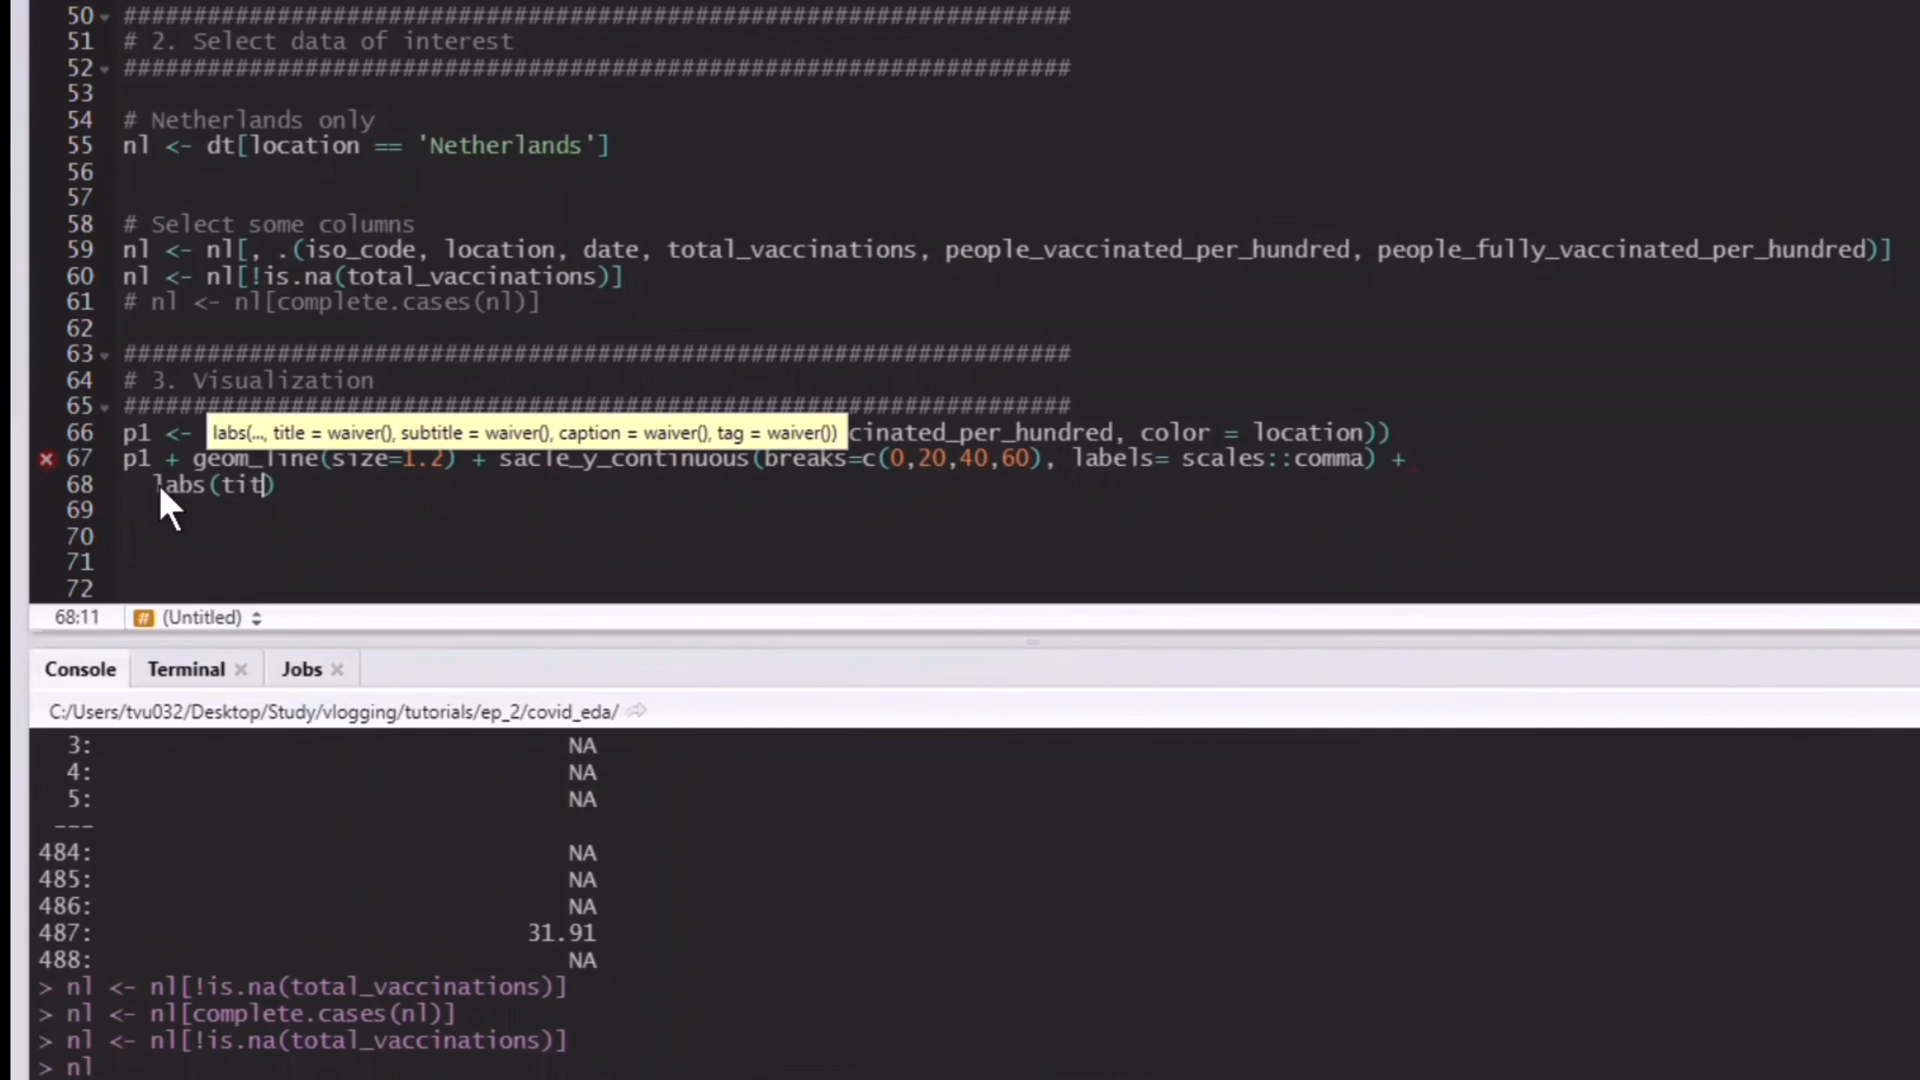 50 ####################################################################
51 # 2. Select data of interest
52 ####################################################################
53
54 # Netherlands only
55 nl <- dt[location == 'Netherlands']
56
57
58 # Select some columns
59 nl <- nl[, .(iso_code, location, date, total_vaccinations, people_vaccinated_per_hundred, people_fully_vaccinated_per_hundred)]
60 nl <- nl[!is.na(total_vaccinations)]
61 # nl <- nl[complete.cases(nl)]
62
63 ####################################################################
64 # 3. Visualization
65 ####################################################################
labs(..., title = waiver(), subtitle = waiver(), caption = waiver(), tag = waiver())
66 p1 <- cinated_per_hundred, color = location))
67 p1 + geom_line(size=1.2) + sacle_y_continuous(breaks=c(0,20,40,60), labels= scales::comma) +
68 labs(tit)
69
70
71
72
68:11 # (Untitled)
Console Terminal Jobs
C:/Users/tvu032/Desktop/Study/vlogging/tutorials/ep_2/covid_eda/
3: NA
4: NA
5: NA
---
484: NA
485: NA
486: NA
487: 31.91
488: NA
> nl <- nl[!is.na(total_vaccinations)]
> nl <- nl[complete.cases(nl)]
> nl <- nl[!is.na(total_vaccinations)]
> nl